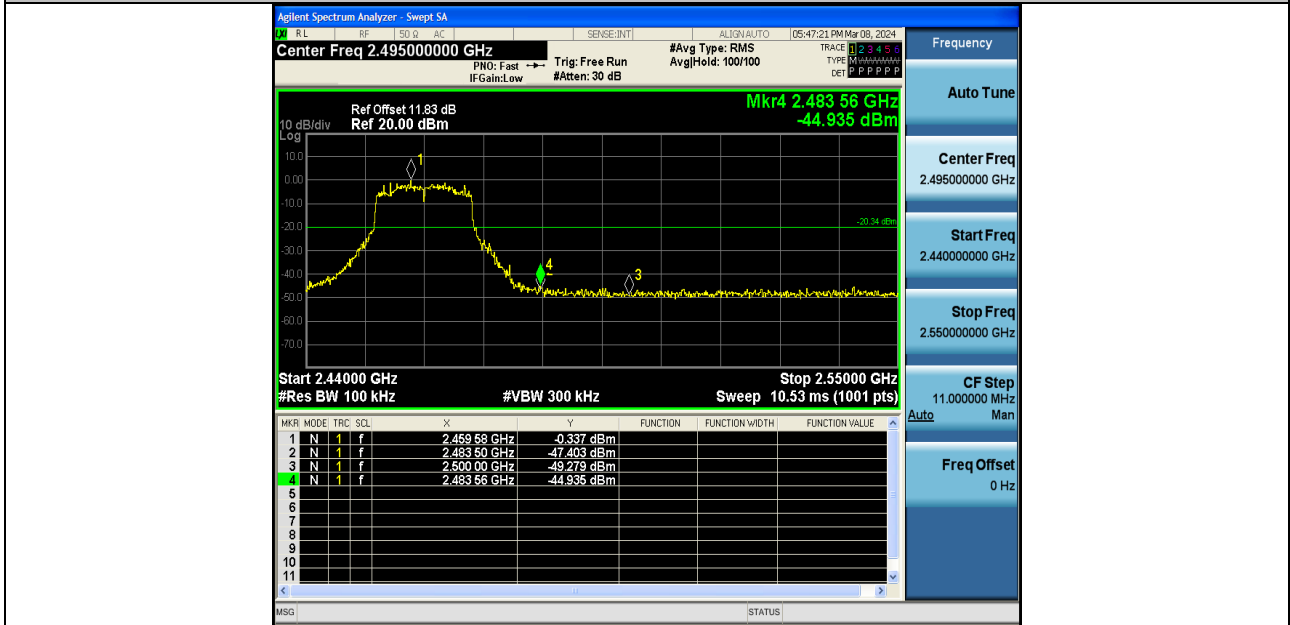 Agilent Spectrum Analyzer - Swept SA
LXI RL RF 50 Ω AC SENSE:INT ALIGN AUTO 05:47:21 PM Mar 08, 2024
Center Freq 2.495000000 GHz
PNO: Fast
IFGain:Low
Trig: Free Run
#Atten: 30 dB
#Avg Type: RMS
Avg|Hold: 100/100
TRACE 1 2 3 4 5 6
TYPE M WWWWW
DET P P P P P P
Mkr4 2.483 56 GHz
-44.935 dBm
Ref Offset 11.83 dB
10 dB/div Ref 20.00 dBm
Log
10.0
0.00
-10.0
-20.0
-30.0
-40.0
-50.0
-60.0
-70.0
1
4
3
-20.34 dBm
Start 2.44000 GHz Stop 2.55000 GHz
#Res BW 100 kHz #VBW 300 kHz Sweep 10.53 ms (1001 pts)
MKR MODE TRC SCL X Y FUNCTION FUNCTION WIDTH FUNCTION VALUE
1 N 1 f 2.459 58 GHz -0.337 dBm
2 N 1 f 2.483 50 GHz -47.403 dBm
3 N 1 f 2.500 00 GHz -49.279 dBm
4 N 1 f 2.483 56 GHz -44.935 dBm
5
6
7
8
9
10
11
MSG STATUS
Frequency
Auto Tune
Center Freq
2.495000000 GHz
Start Freq
2.440000000 GHz
Stop Freq
2.550000000 GHz
CF Step
11.000000 MHz
Auto Man
Freq Offset
0 Hz